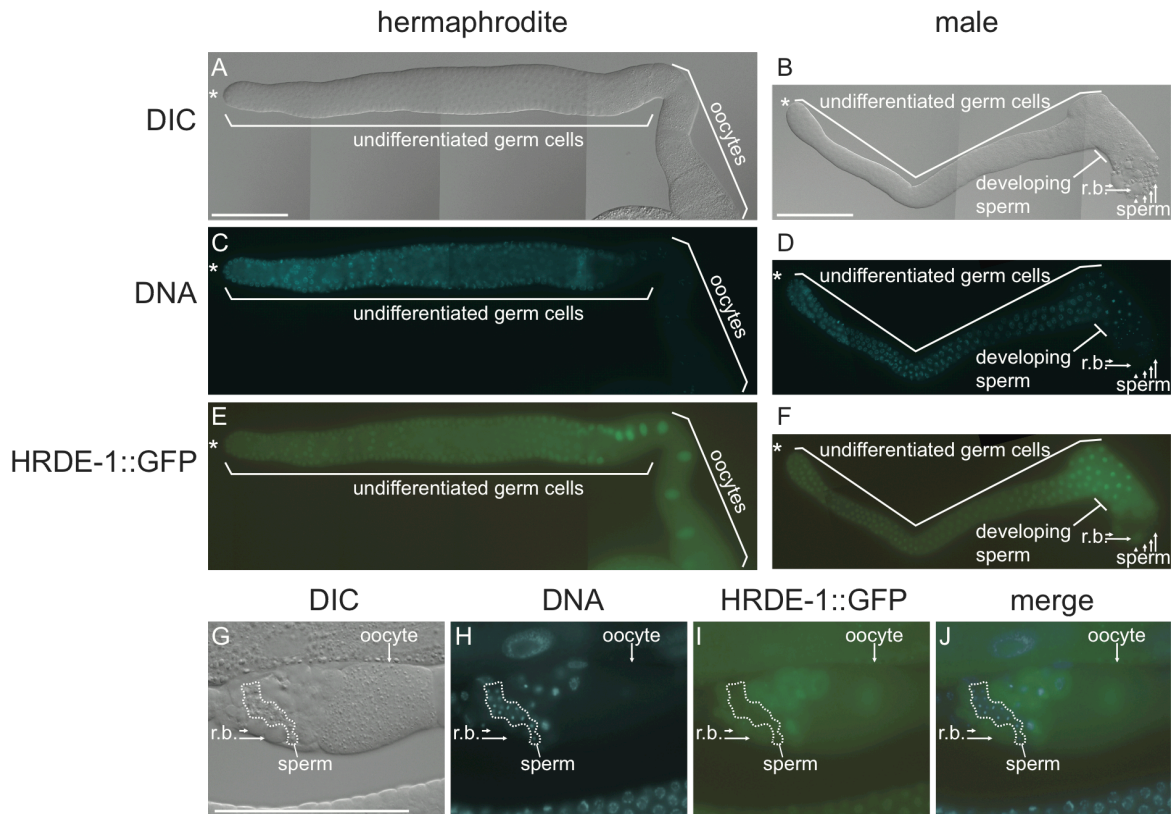 hermaphrodite
male
DIC
A
*
undifferentiated germ cells
oocytes
B
*
undifferentiated germ cells
developing
sperm
r.b.
sperm
DNA
C
*
undifferentiated germ cells
oocytes
D
*
undifferentiated germ cells
developing
sperm
r.b.
sperm
HRDE-1::GFP
E
*
undifferentiated germ cells
oocytes
F
*
undifferentiated germ cells
developing
sperm
r.b.
sperm
DIC
DNA
HRDE-1::GFP
merge
G
oocyte
r.b.
sperm
H
oocyte
r.b.
sperm
I
oocyte
r.b.
sperm
J
oocyte
r.b.
sperm